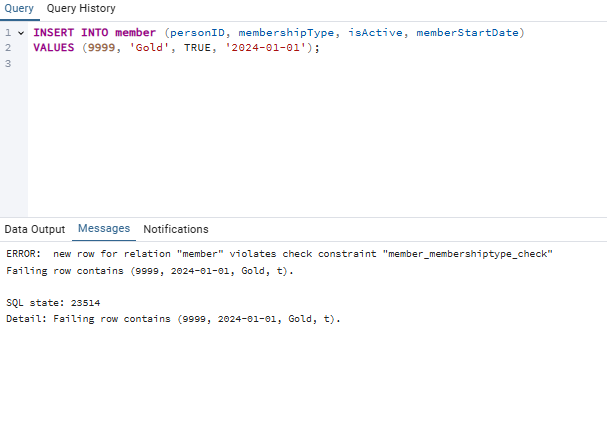 Query Query History
1 INSERT INTO member (personID, membershipType, isActive, memberStartDate)
2 VALUES (9999, 'Gold', TRUE, '2024-01-01');
3
Data Output Messages Notifications
ERROR:  new row for relation "member" violates check constraint "member_membershiptype_check"
Failing row contains (9999, 2024-01-01, Gold, t).
SQL state: 23514
Detail: Failing row contains (9999, 2024-01-01, Gold, t).